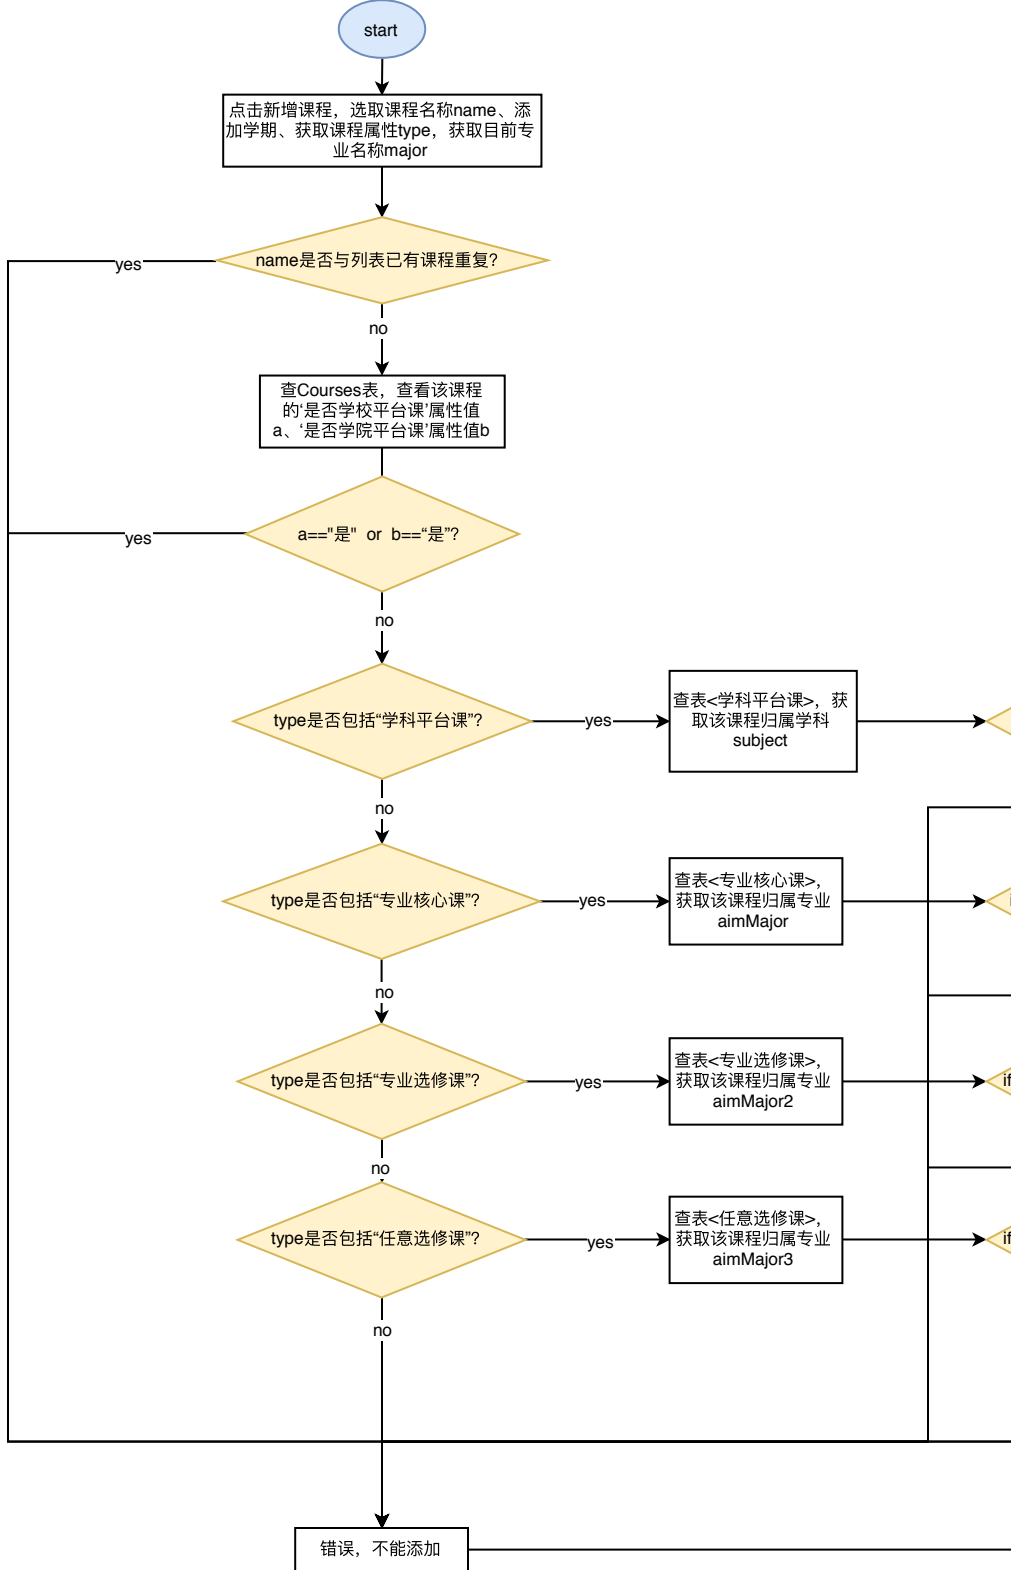 start
点击新增课程，选取课程名称name、添
加学期、获取课程属性type，获取目前专
业名称major
name是否与列表已有课程重复?
yes
no
查Courses表，查看该课程
的‘是否学校平台课’属性值
a、‘是否学院平台课’属性值b
a=="是"  or  b==“是”?
yes
no
type是否包括“学科平台课”?
yes
查表<学科平台课>，获
取该课程归属学科
subject
no
type是否包括“专业核心课”?
yes
查表<专业核心课>，
获取该课程归属专业
aimMajor
i
no
type是否包括“专业选修课”?
yes
查表<专业选修课>，
获取该课程归属专业
aimMajor2
if
no
type是否包括“任意选修课”?
yes
查表<任意选修课>，
获取该课程归属专业
aimMajor3
if
no
错误，不能添加